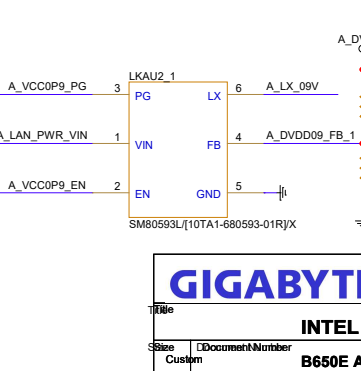 A_D
LKAU2_1
A_VCC0P9_PG 3 PG LX 6 A_LX_09V
A_LAN_PWR_VIN 1 VIN FB 4 A_DVDD09_FB_1
A_VCC0P9_EN 2 EN GND 5
SM80593L/[10TA1-680593-01R]/X
GIGABYT
Title
INTEL
Size Document Number
Custom B650E A